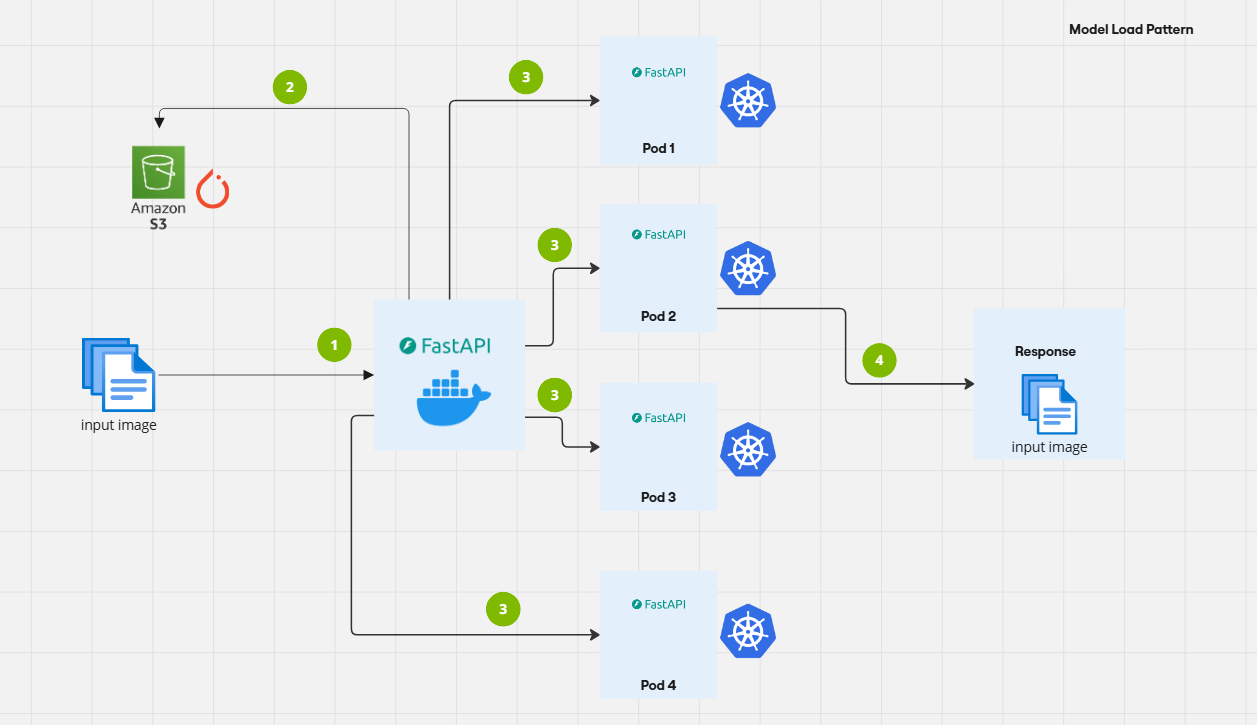 Model Load Pattern
3
FastAPI
2
Pod 1
Amazon
S3
3
FastAPI
Pod 2
1
FastAPI
4
Response
input image
input image
3
FastAPI
Pod 3
3
FastAPI
Pod 4